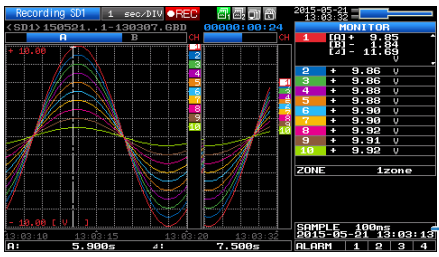 Recording SD1 1 sec/DIV ●REC 2015-05-21 13:03:32
<SD1>150521..1-130307.GBD 00000:00:24
A B CH CH
MONITOR
1 [A]+ 9.85
[B]- 1.84
[⊿]+ 11.69
V
2 + 9.86 V
3 + 9.86 V
4 + 9.88 V
5 + 9.88 V
6 + 9.90 V
7 + 9.90 V
8 + 9.92 V
9 + 9.91 V
10 + 9.92 V
+ 10.00
- 10.00 [ V ]
ZONE 1zone
13:03:10 13:03:15 13:03:20 13:03:32
SAMPLE 100ms
2015-05-21 13:03:13
A: 5.900s ⊿: 7.500s
ALARM 1 2 3 4